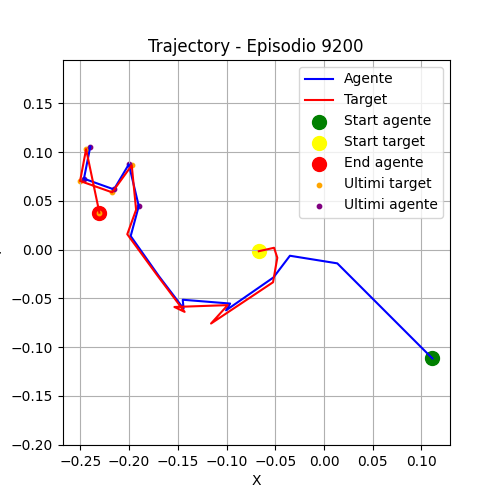 Trajectory - Episodio 9200
Agente
Target
Start agente
Start target
End agente
Ultimi target
Ultimi agente
0.15
0.10
0.05
0.00
−0.05
−0.10
−0.15
−0.20
−0.25
−0.20
−0.15
−0.10
−0.05
0.00
0.05
0.10
X